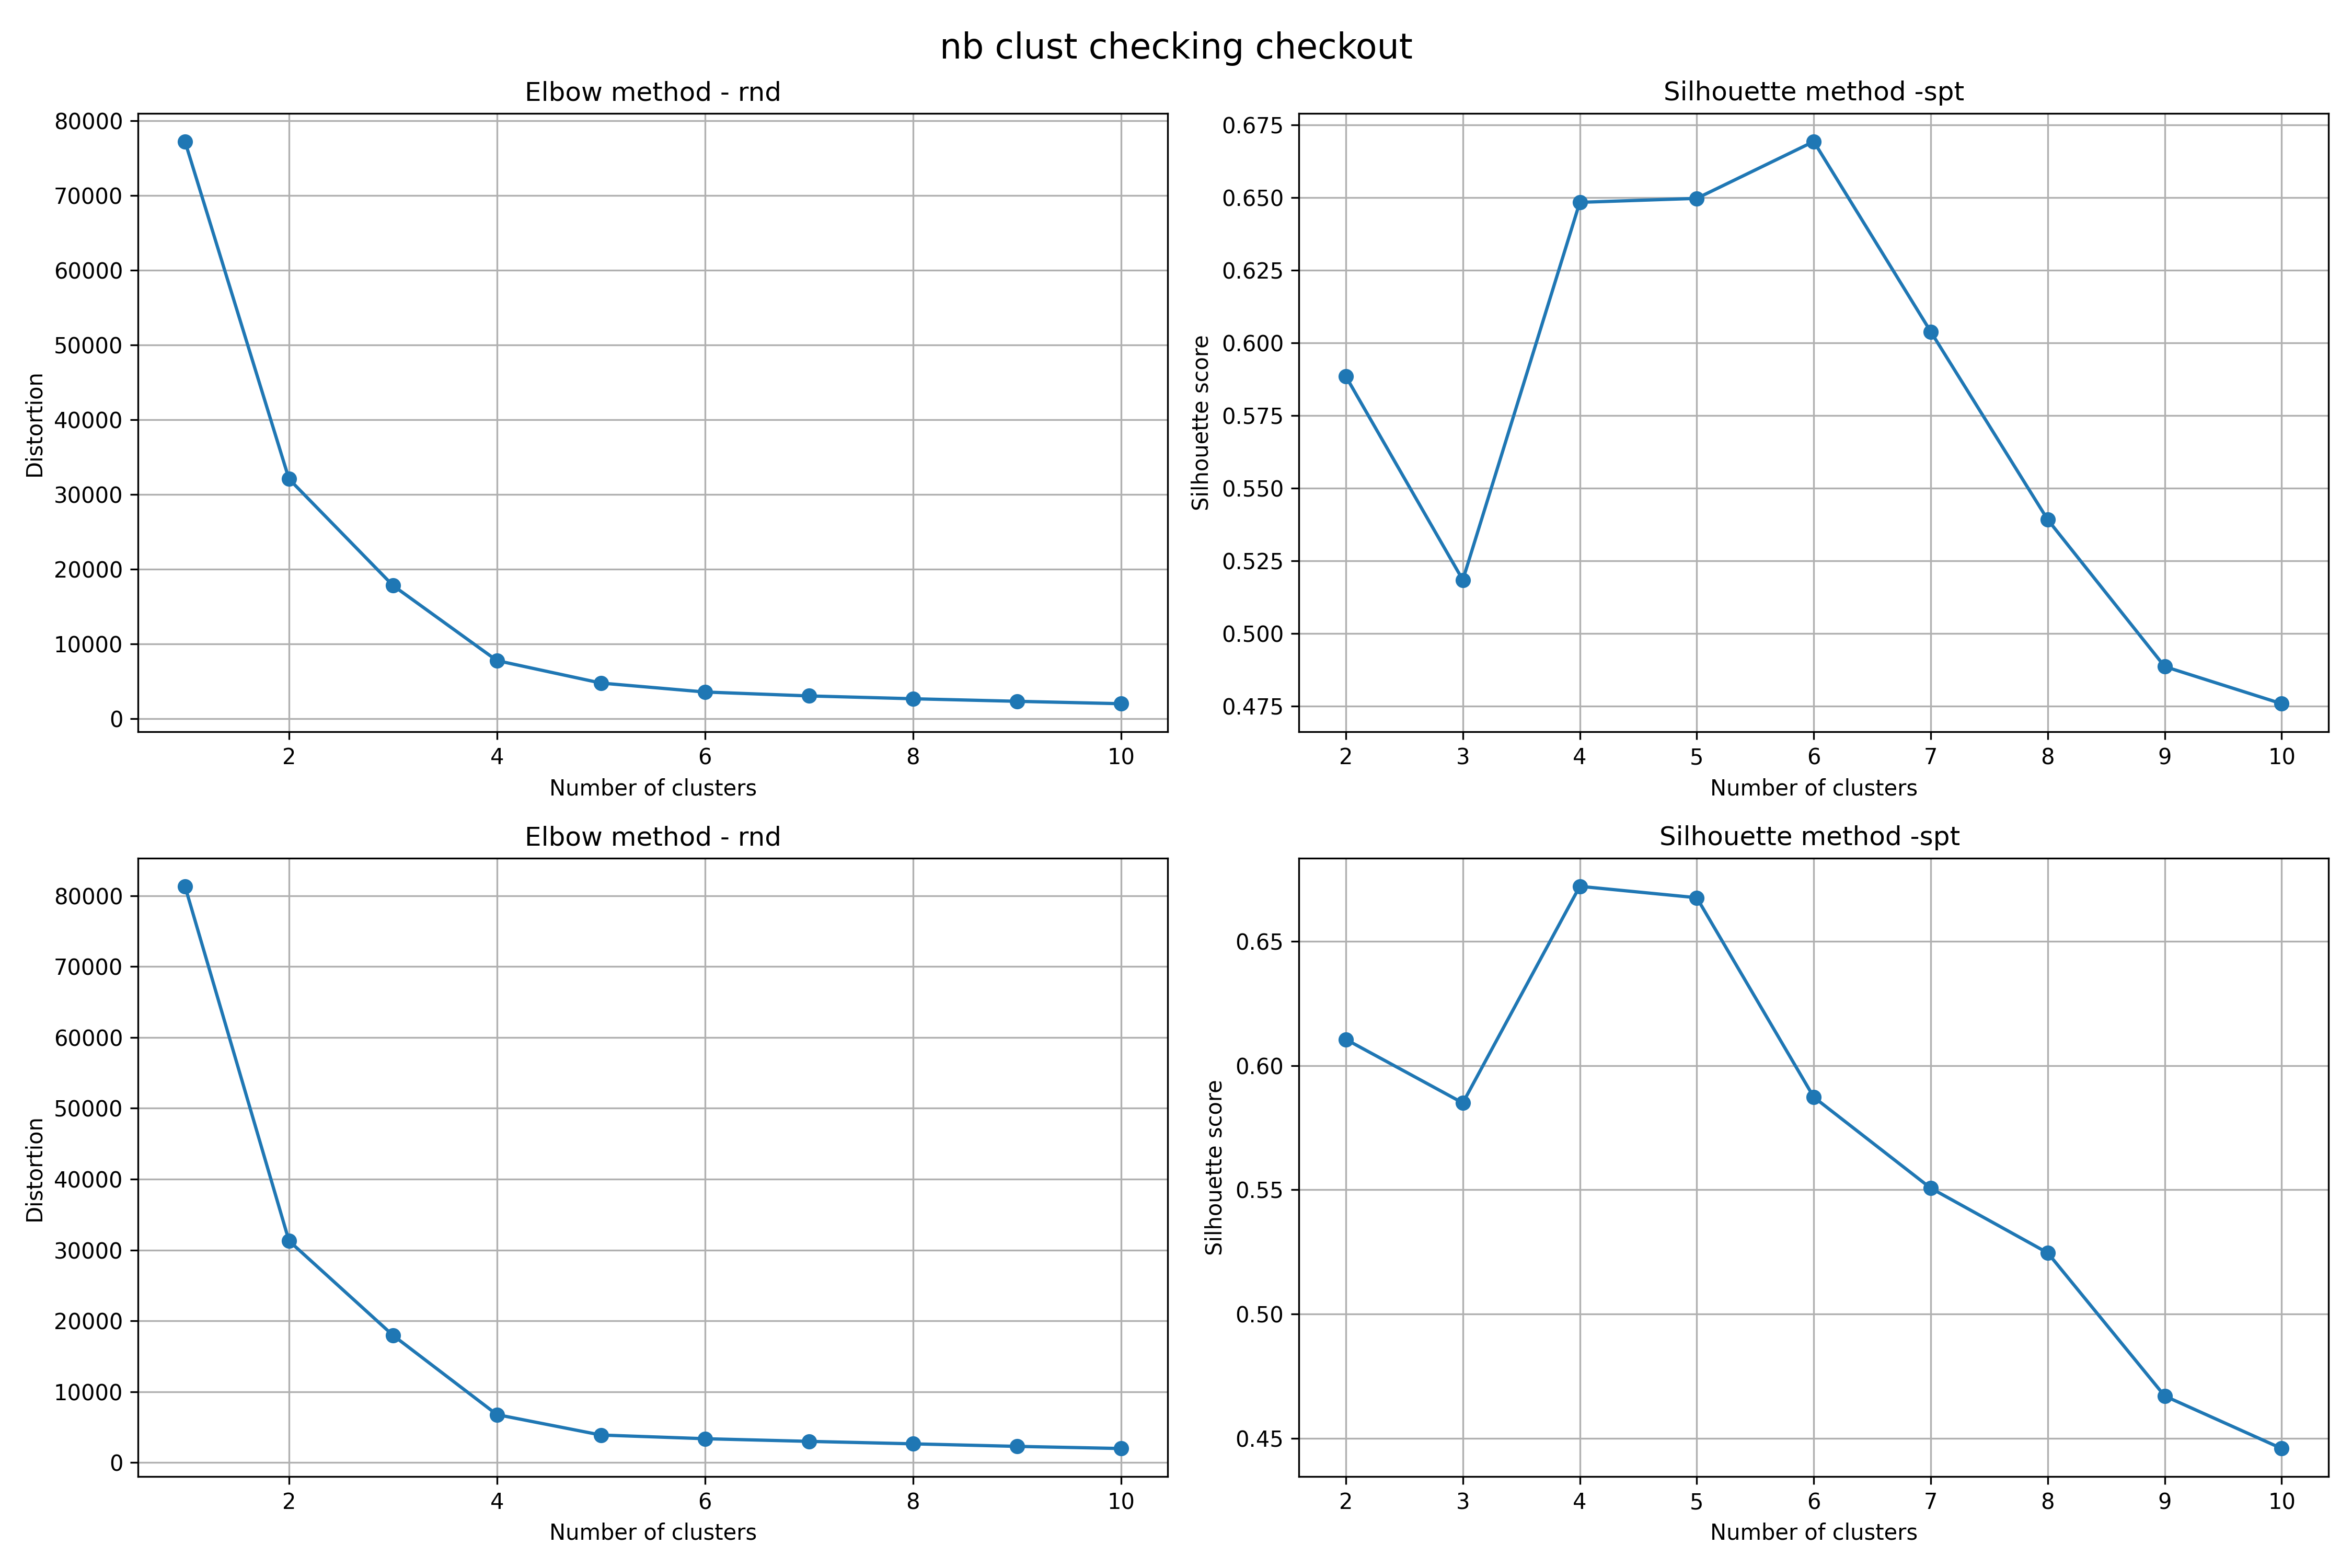 nb clust checking checkout
Elbow method - rnd
80000
70000
60000
50000
40000
30000
20000
10000
0
Distortion
2 4 6 8 10
Number of clusters
Silhouette method -spt
0.675
0.650
0.625
0.600
0.575
0.550
0.525
0.500
0.475
Silhouette score
2 3 4 5 6 7 8 9 10
Number of clusters
Elbow method - rnd
80000
70000
60000
50000
40000
30000
20000
10000
0
Distortion
2 4 6 8 10
Number of clusters
Silhouette method -spt
0.65
0.60
0.55
0.50
0.45
Silhouette score
2 3 4 5 6 7 8 9 10
Number of clusters